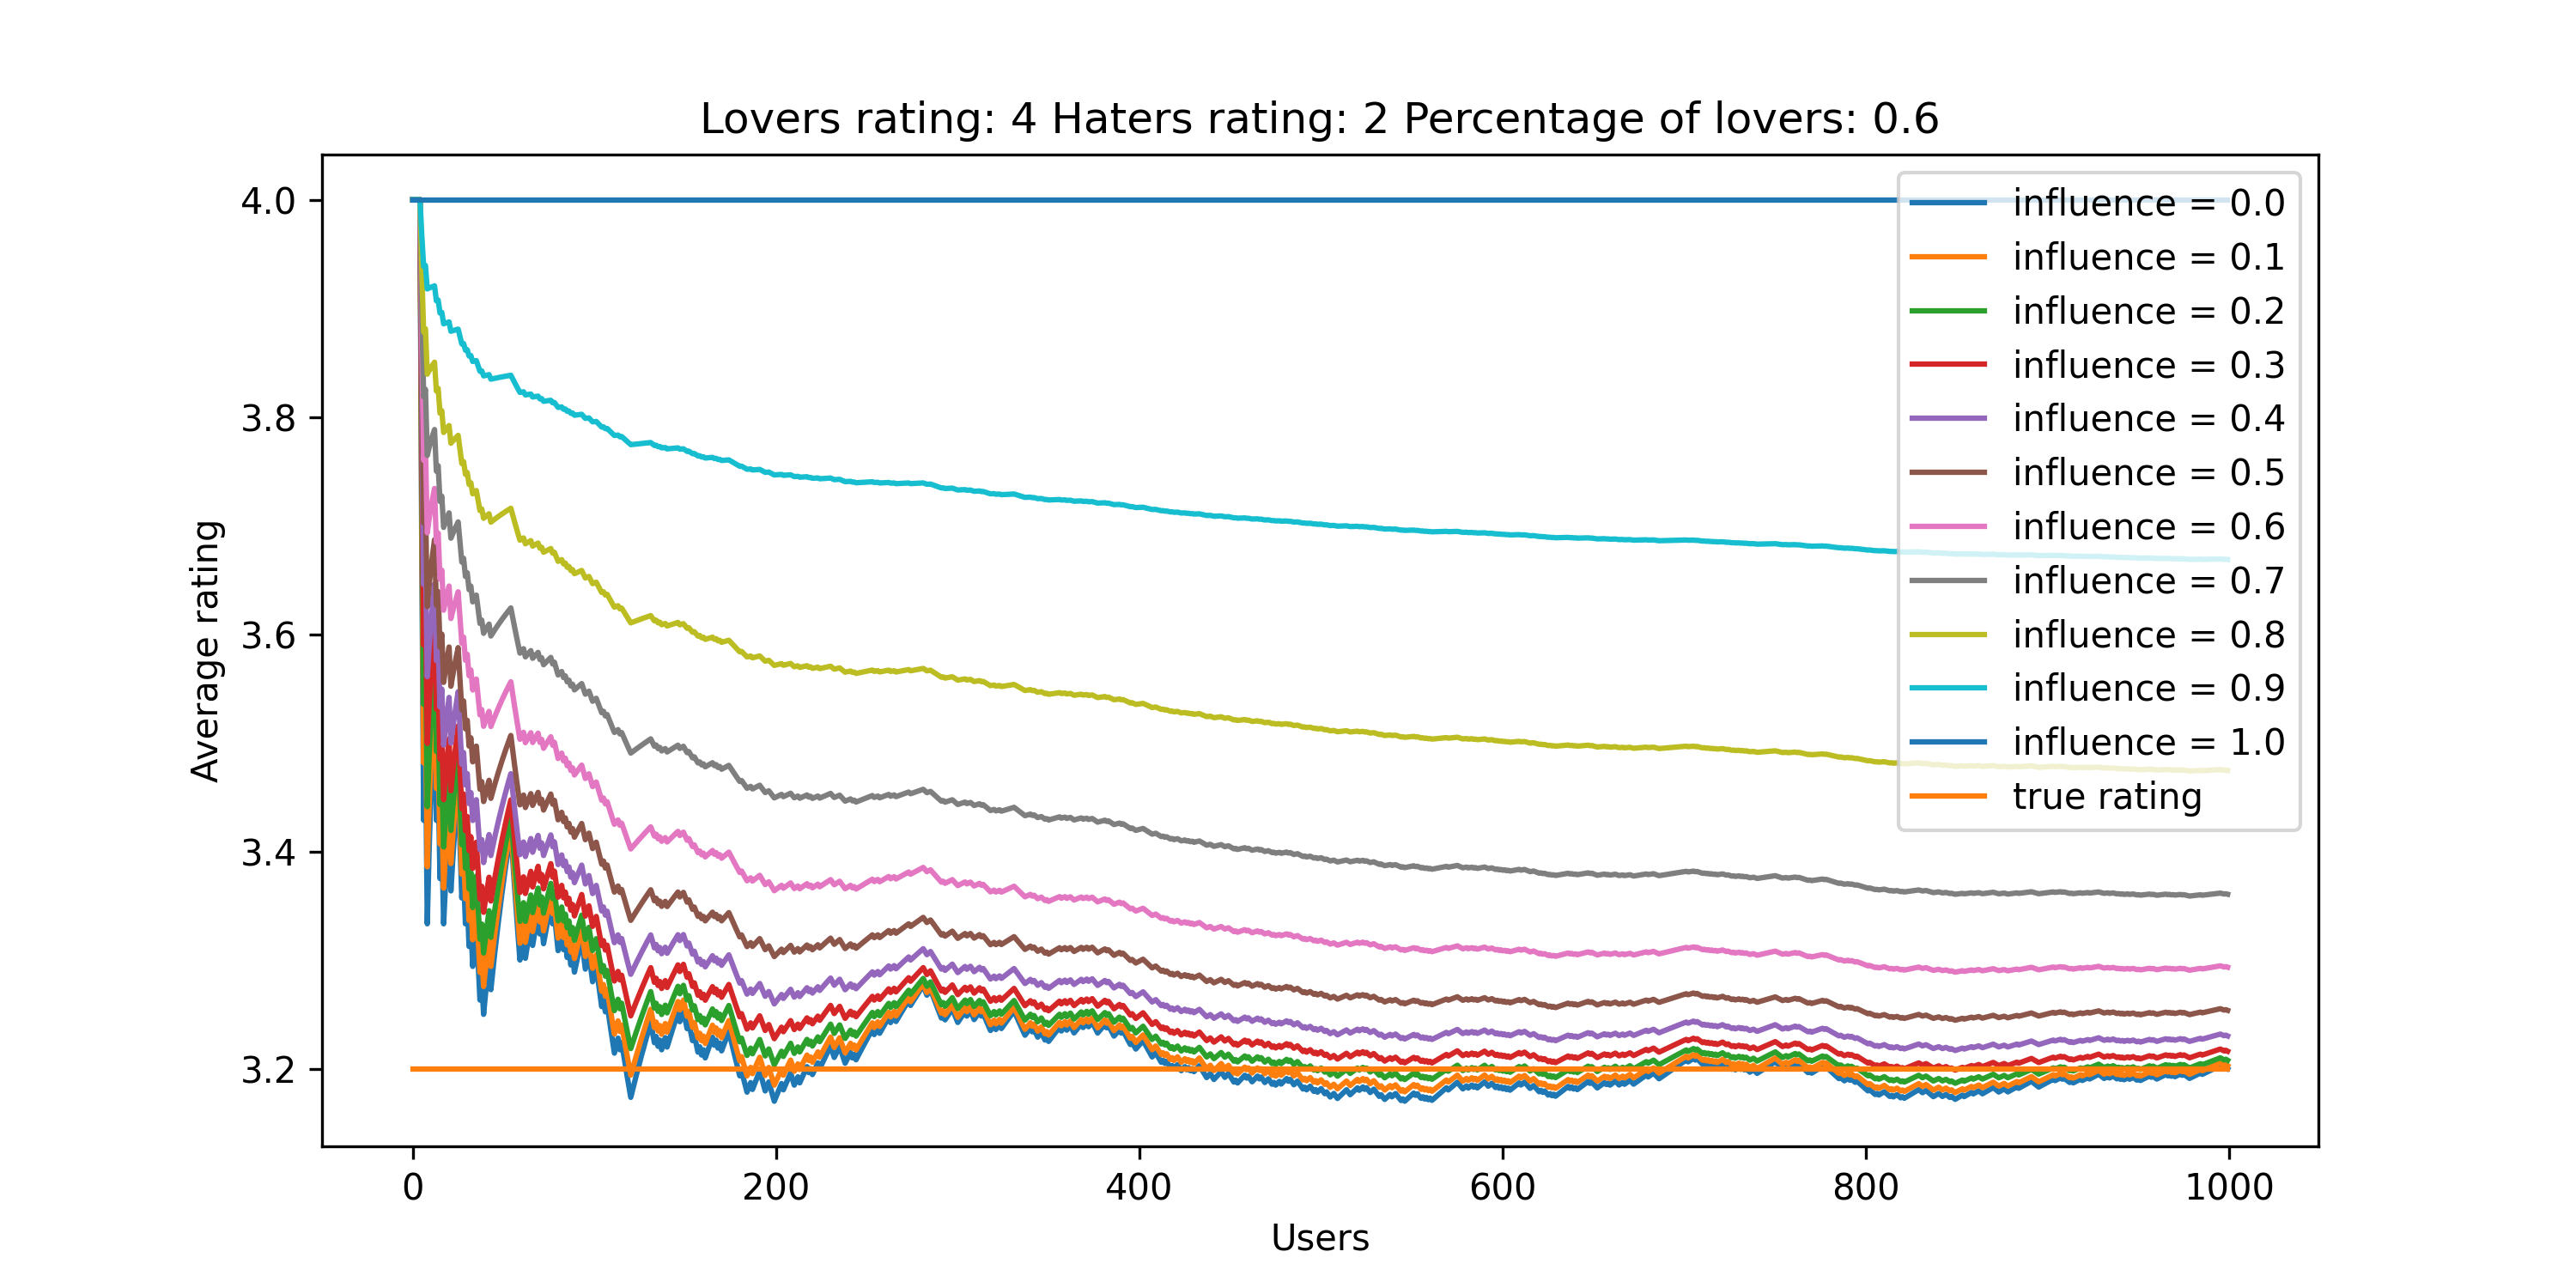 Lovers rating: 4 Haters rating: 2 Percentage of lovers: 0.6
4.0
3.8
3.6
3.4
3.2
Average rating
influence = 0.0
influence = 0.1
influence = 0.2
influence = 0.3
influence = 0.4
influence = 0.5
influence = 0.6
influence = 0.7
influence = 0.8
influence = 0.9
influence = 1.0
true rating
0 200 400 600 800 1000
Users